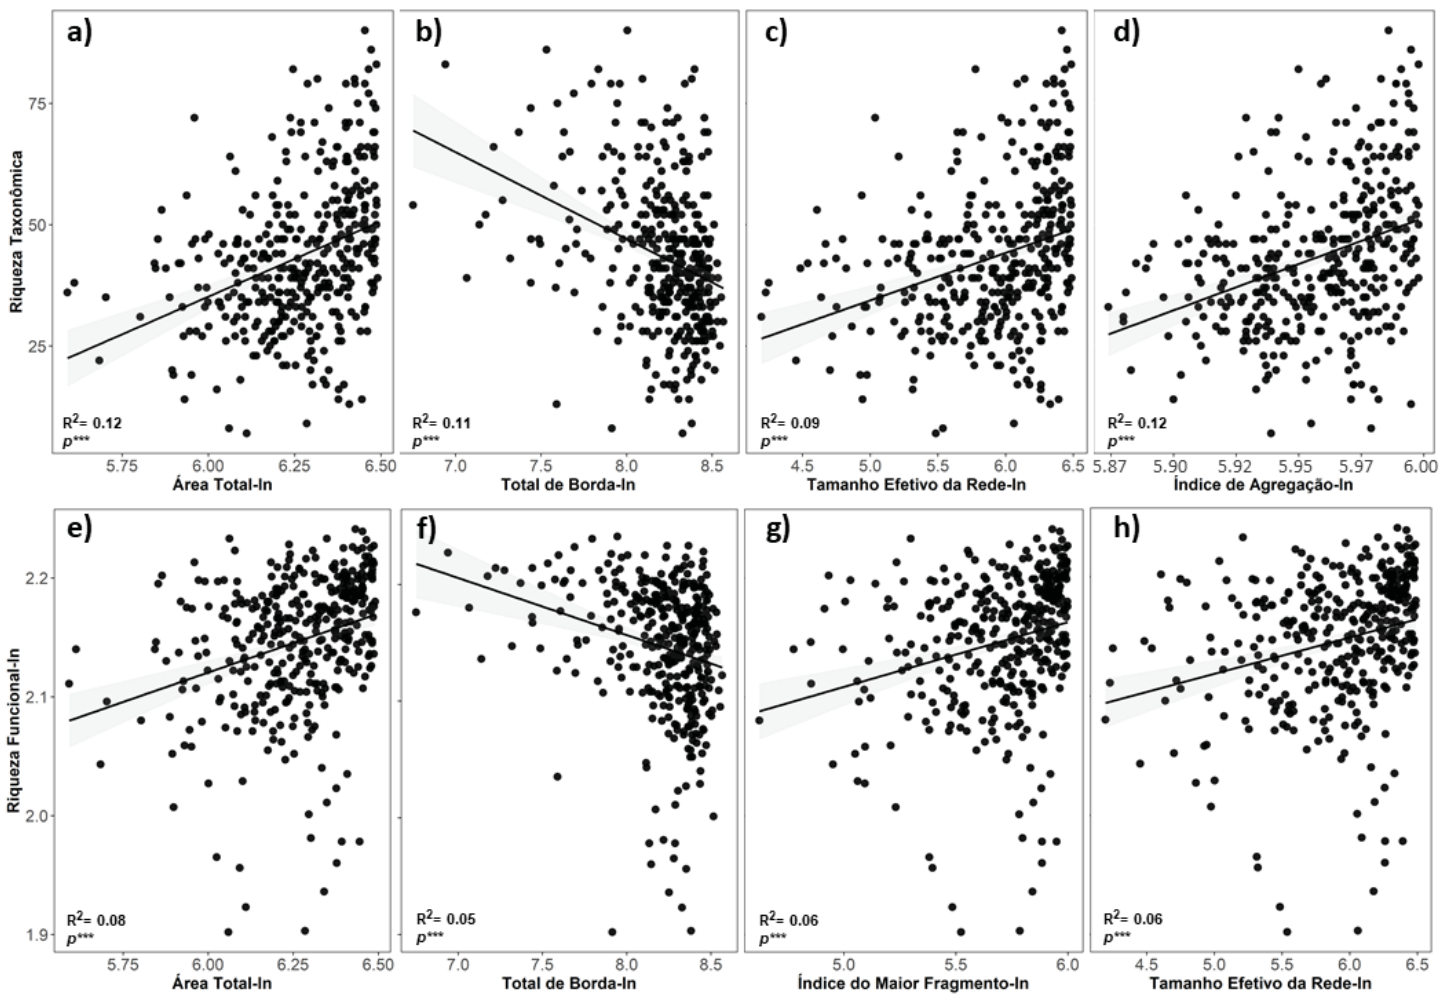 a)
b)
c)
d)
Riqueza Taxonômica
75
50
25
R²= 0.12
p***
R²= 0.11
p***
R²= 0.09
p***
R²= 0.12
p***
5.75 6.00 6.25 6.50
7.0 7.5 8.0 8.5
4.5 5.0 5.5 6.0 6.5
5.87 5.90 5.92 5.95 5.97 6.00
Área Total-ln
Total de Borda-ln
Tamanho Efetivo da Rede-ln
Índice de Agregação-ln
e)
f)
g)
h)
Riqueza Funcional-ln
2.2
2.1
2.0
1.9
R²= 0.08
p***
R²= 0.05
p***
R²= 0.06
p***
R²= 0.06
p***
5.75 6.00 6.25 6.50
7.0 7.5 8.0 8.5
5.0 5.5 6.0
4.5 5.0 5.5 6.0 6.5
Área Total-ln
Total de Borda-ln
Índice do Maior Fragmento-ln
Tamanho Efetivo da Rede-ln